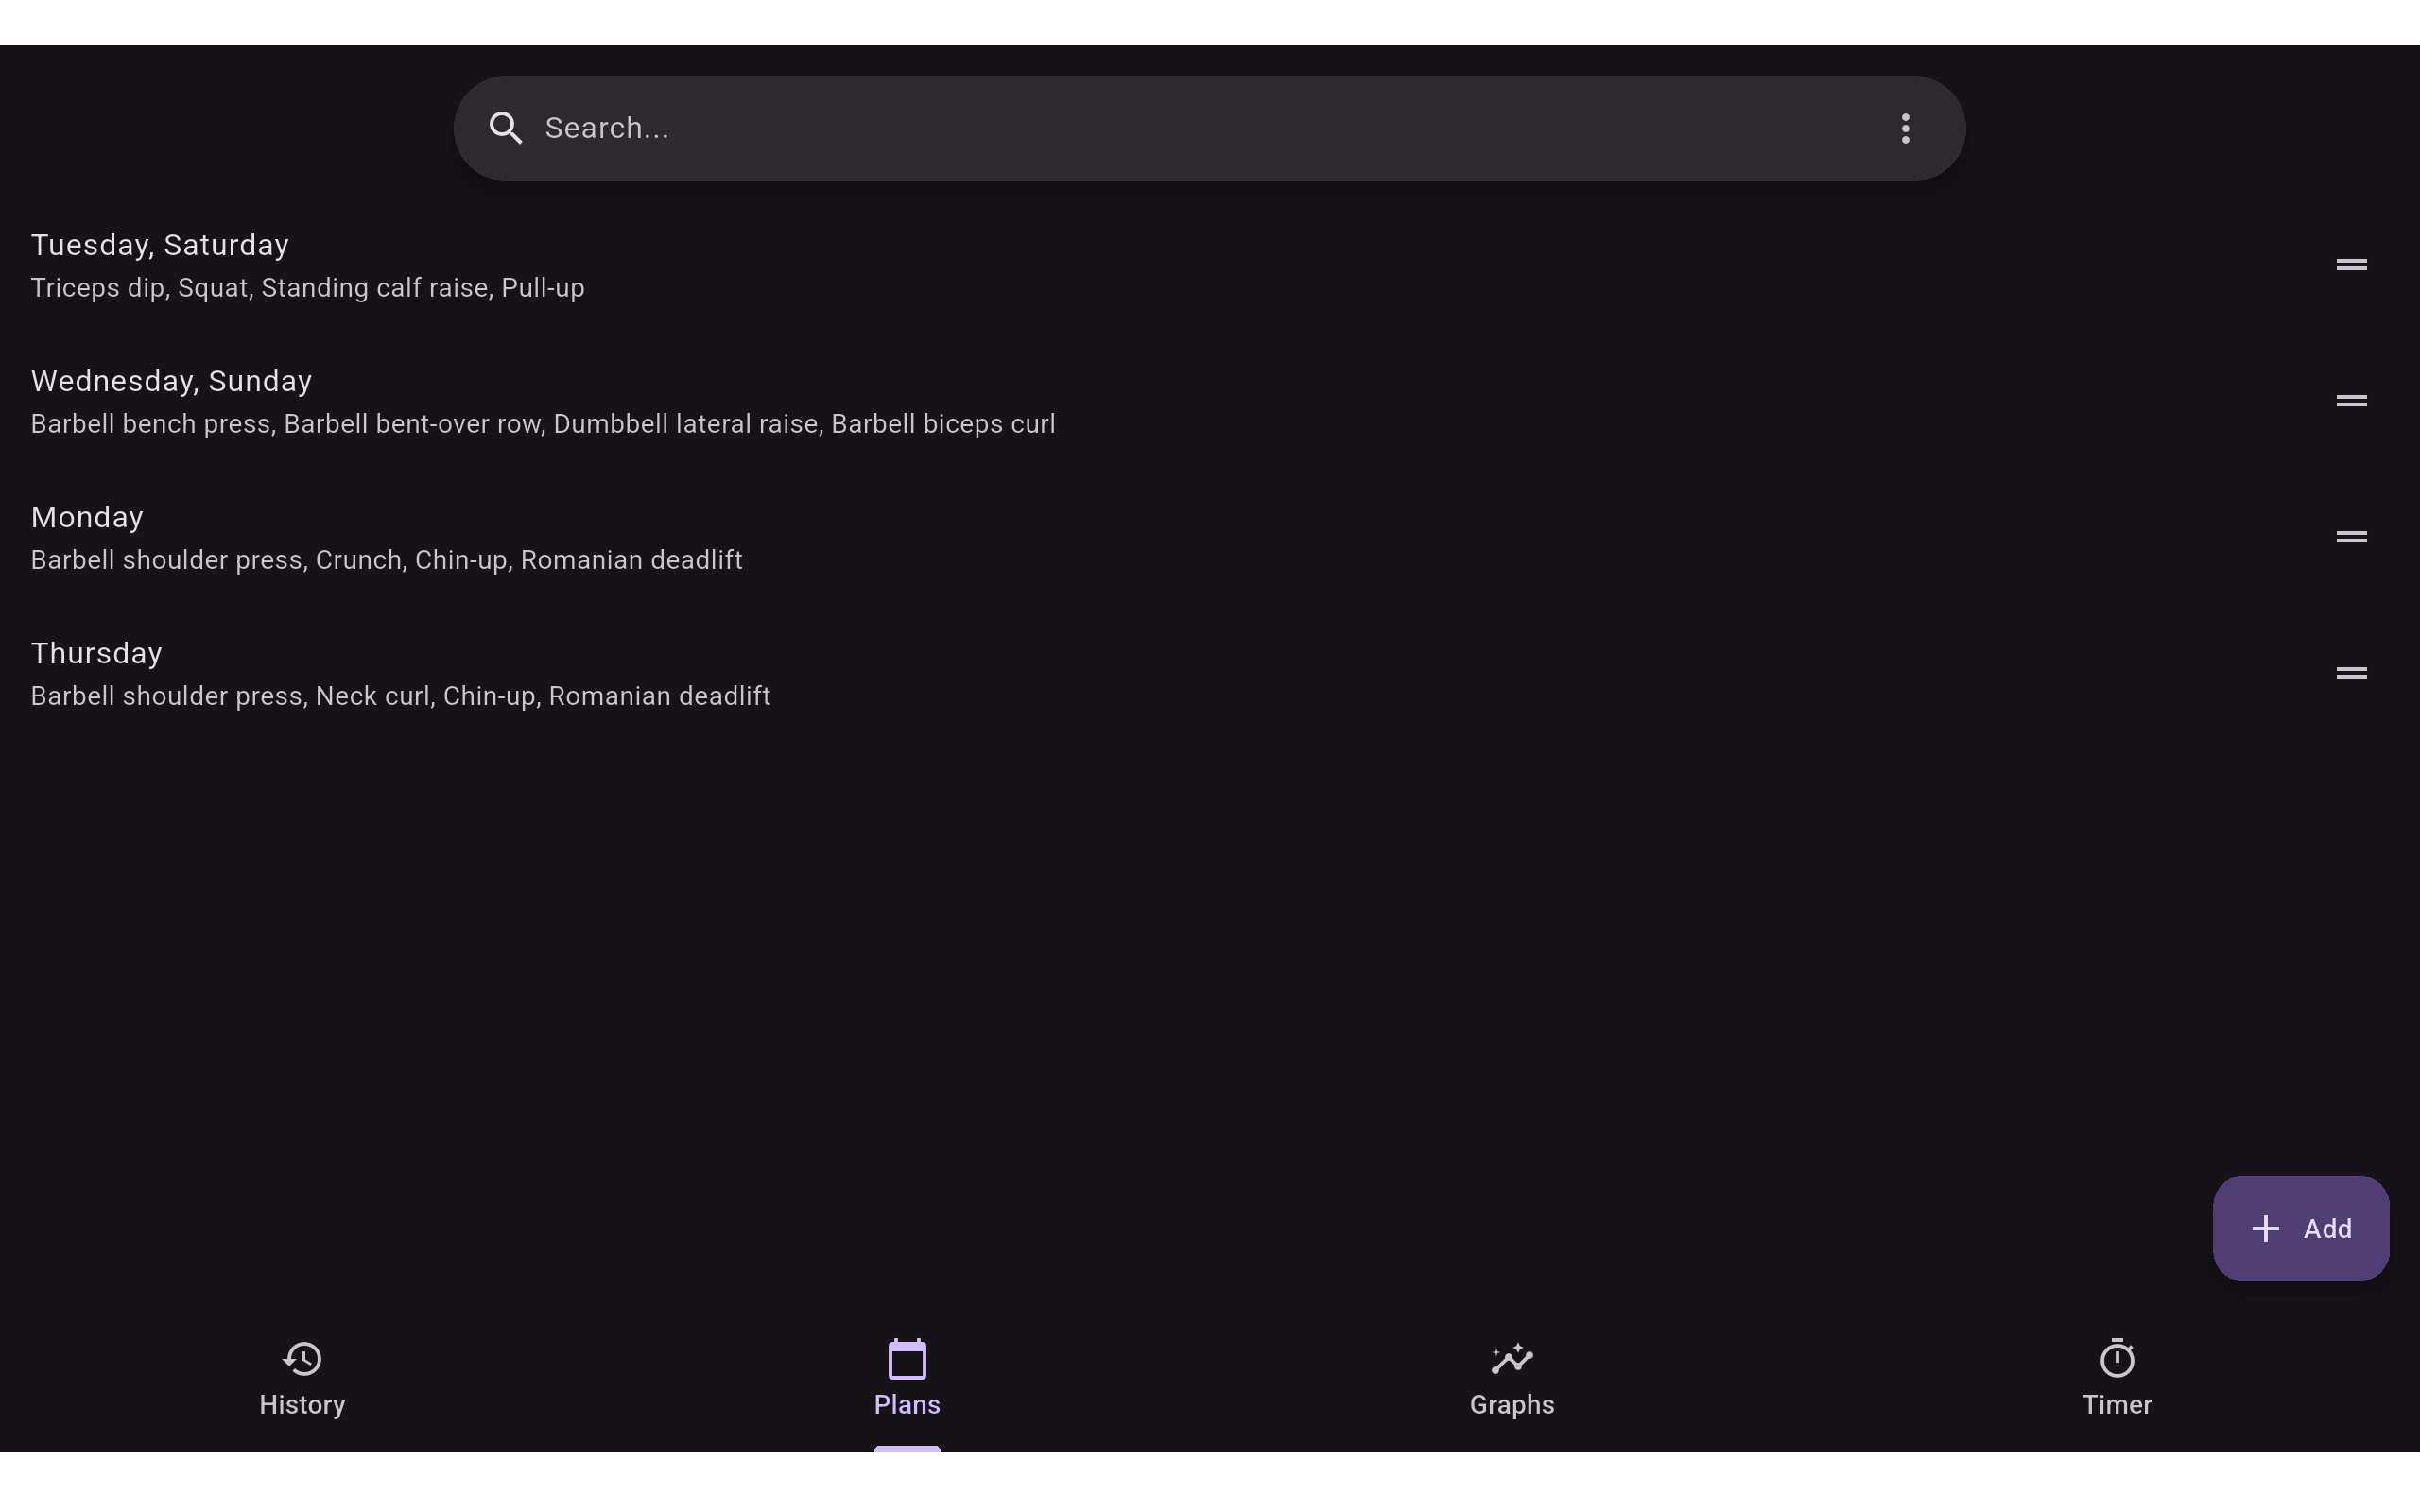 Search...
Tuesday, Saturday
Triceps dip, Squat, Standing calf raise, Pull-up
Wednesday, Sunday
Barbell bench press, Barbell bent-over row, Dumbbell lateral raise, Barbell biceps curl
Monday
Barbell shoulder press, Crunch, Chin-up, Romanian deadlift
Thursday
Barbell shoulder press, Neck curl, Chin-up, Romanian deadlift
Add
History
Plans
Graphs
Timer